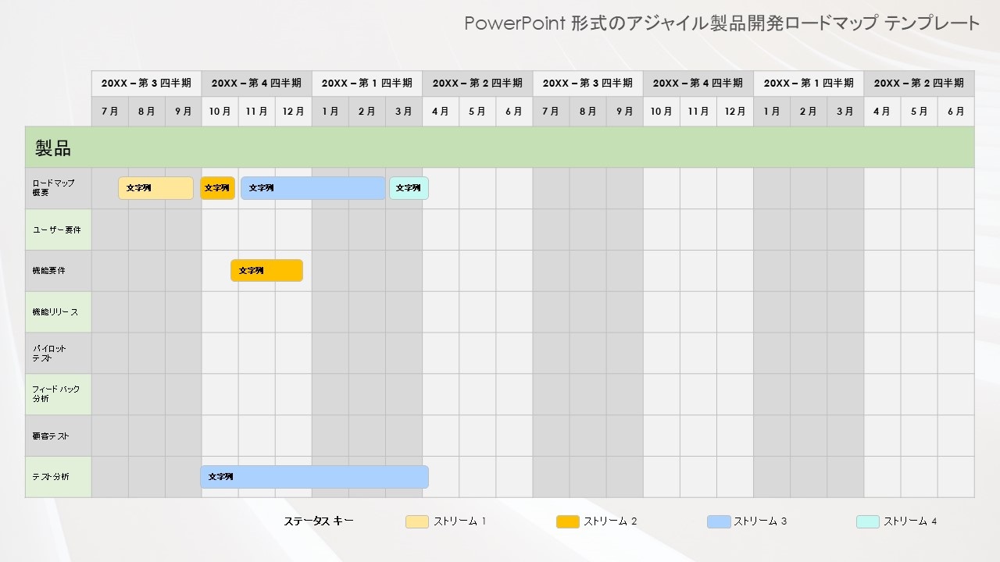 PowerPoint 形式のアジャイル製品開発ロードマップ テンプレート
20XX – 第 3 四半期 20XX – 第 4 四半期 20XX – 第 1 四半期 20XX – 第 2 四半期 20XX – 第 3 四半期 20XX – 第 4 四半期 20XX – 第 1 四半期 20XX – 第 2 四半期
7 月 8 月 9 月 10 月 11 月 12 月 1 月 2 月 3 月 4 月 5 月 6 月 7 月 8 月 9 月 10 月 11 月 12 月 1 月 2 月 3 月 4 月 5 月 6 月
製品
ロードマップ
概要
文字列 文字列 文字列 文字列
ユーザー要件
機能要件
文字列
機能リリース
パイロット
テスト
フィードバック
分析
顧客テスト
テスト分析
文字列
ステータス キー ストリーム 1 ストリーム 2 ストリーム 3 ストリーム 4